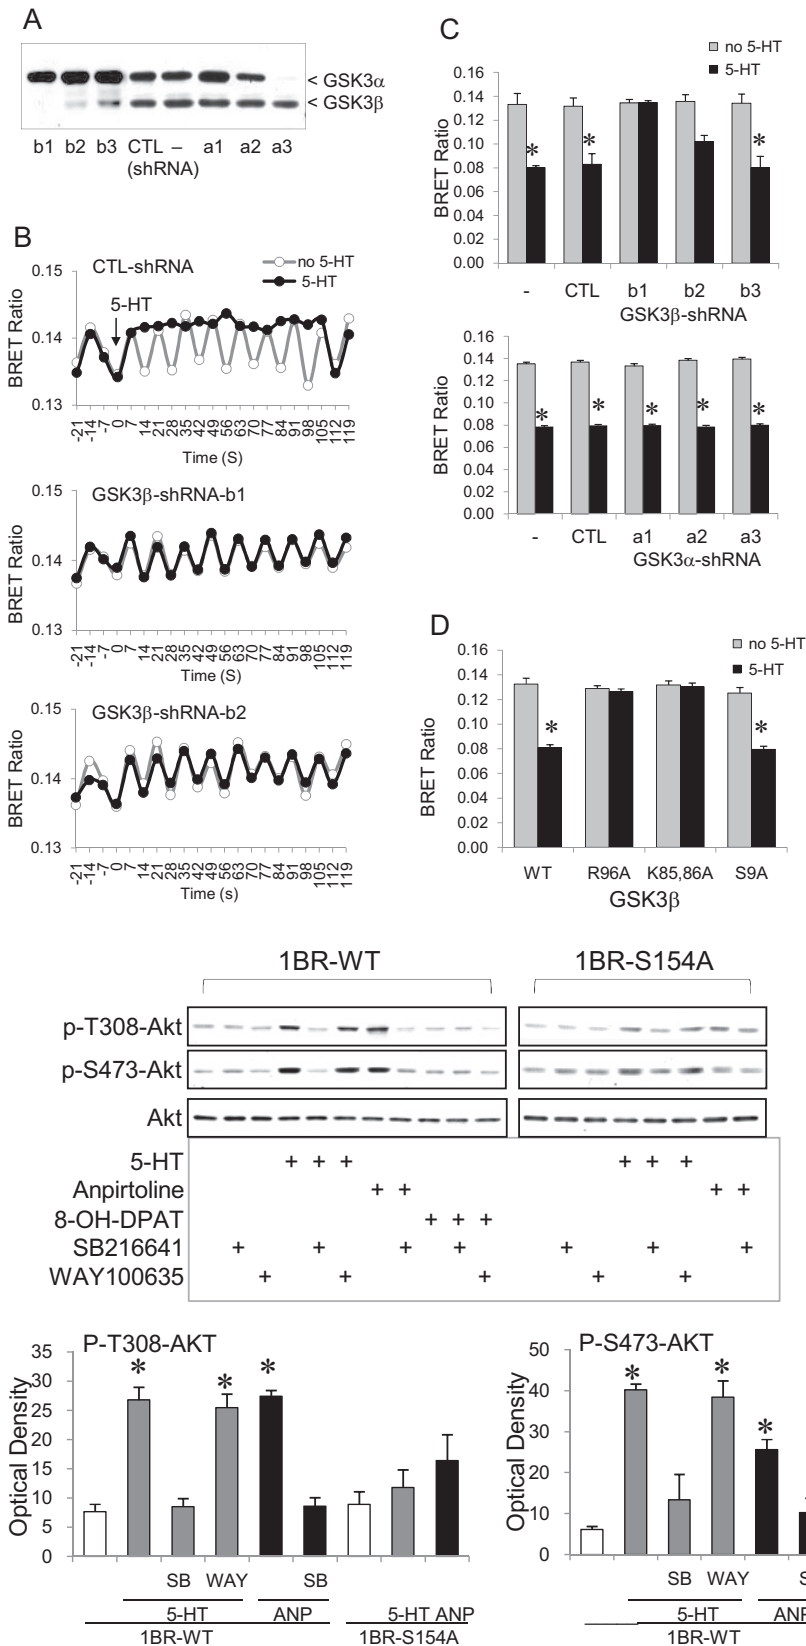 A
< GSK3α
< GSK3β
b1 b2 b3 CTL – a1 a2 a3
(shRNA)
B
CTL-shRNA
no 5-HT
5-HT
5-HT
BRET Ratio
0.15
0.14
0.13
-21 -14 -7 0 7 14 21 28 35 42 49 56 63 70 77 84 91 98 105 112 119
Time (S)
GSK3β-shRNA-b1
BRET Ratio
0.15
0.14
0.13
-21 -14 -7 0 7 14 21 28 35 42 49 56 63 70 77 84 91 98 105 112 119
Time (S)
GSK3β-shRNA-b2
BRET Ratio
0.15
0.14
0.13
-21 -14 -7 0 7 14 21 28 35 42 49 56 63 70 77 84 91 98 105 112 119
Time (s)
C
no 5-HT
5-HT
BRET Ratio
0.16
0.14
0.12
0.10
0.08
0.06
0.04
0.02
0.00
* * *
- CTL b1 b2 b3
GSK3β-shRNA
BRET Ratio
0.16
0.14
0.12
0.10
0.08
0.06
0.04
0.02
0.00
* * * * *
- CTL a1 a2 a3
GSK3α-shRNA
D
no 5-HT
5-HT
BRET Ratio
0.16
0.14
0.12
0.10
0.08
0.06
0.04
0.02
0.00
* *
WT R96A K85,86A S9A
GSK3β
1BR-WT 1BR-S154A
p-T308-Akt
p-S473-Akt
Akt
5-HT + + + + + +
Anpirtoline + + + +
8-OH-DPAT + + +
SB216641 + + + + + + +
WAY100635 + + + + +
P-T308-AKT
Optical Density
35
30
25
20
15
10
5
0
* * *
SB WAY SB
5-HT ANP 5-HT ANP
1BR-WT 1BR-S154A
P-S473-AKT
Optical Density
50
40
30
20
10
0
* * *
SB WAY S
5-HT ANP
1BR-WT